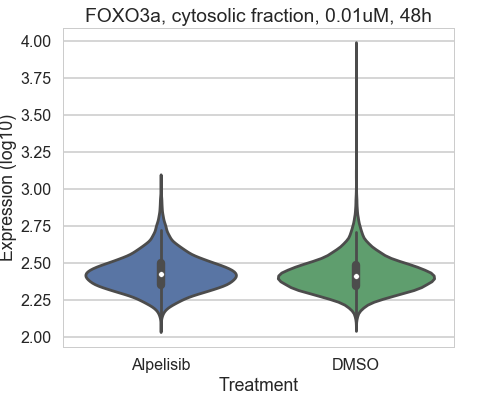 FOXO3a, cytosolic fraction, 0.01uM, 48h
Expression (log10)
4.00
3.75
3.50
3.25
3.00
2.75
2.50
2.25
2.00
Alpelisib
DMSO
Treatment